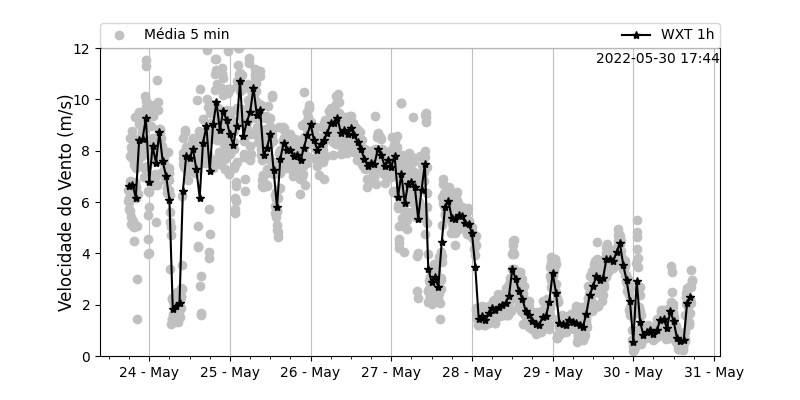 Média 5 min
WXT 1h
2022-05-30 17:44
Velocidade do Vento (m/s)
12
10
8
6
4
2
0
24 - May
25 - May
26 - May
27 - May
28 - May
29 - May
30 - May
31 - May